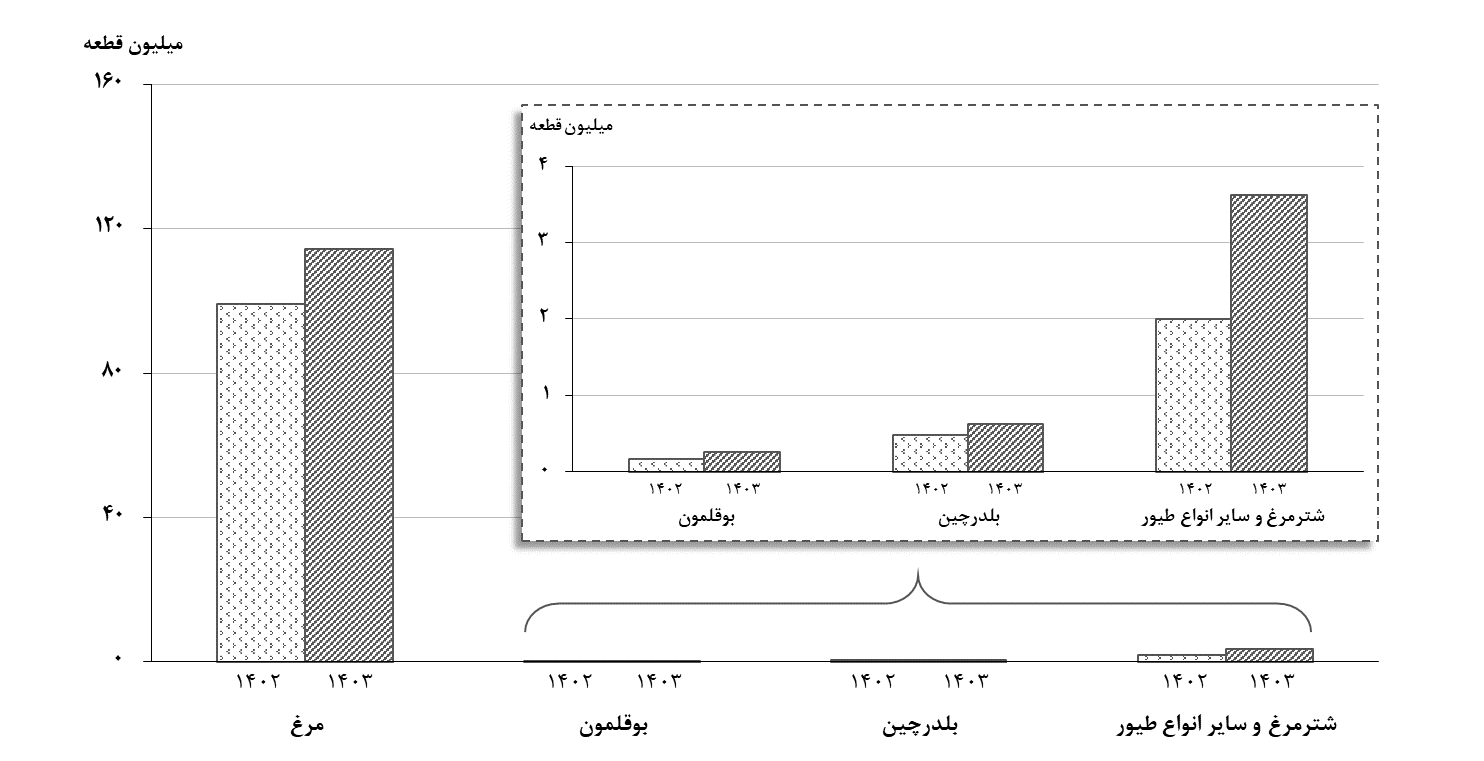 میلیون قطعه
۱۶۰
میلیون قطعه
۴
۱۲۰
۳
۲
۸۰
۱
۰
۱۴۰۲ ۱۴۰۳ ۱۴۰۲ ۱۴۰۳ ۱۴۰۲ ۱۴۰۳
۴۰
بوقلمون بلدرچین شترمرغ و سایر انواع طیور
۰
۱۴۰۲ ۱۴۰۳ ۱۴۰۲ ۱۴۰۳ ۱۴۰۲ ۱۴۰۳ ۱۴۰۲ ۱۴۰۳
مرغ بوقلمون بلدرچین شترمرغ و سایر انواع طیور